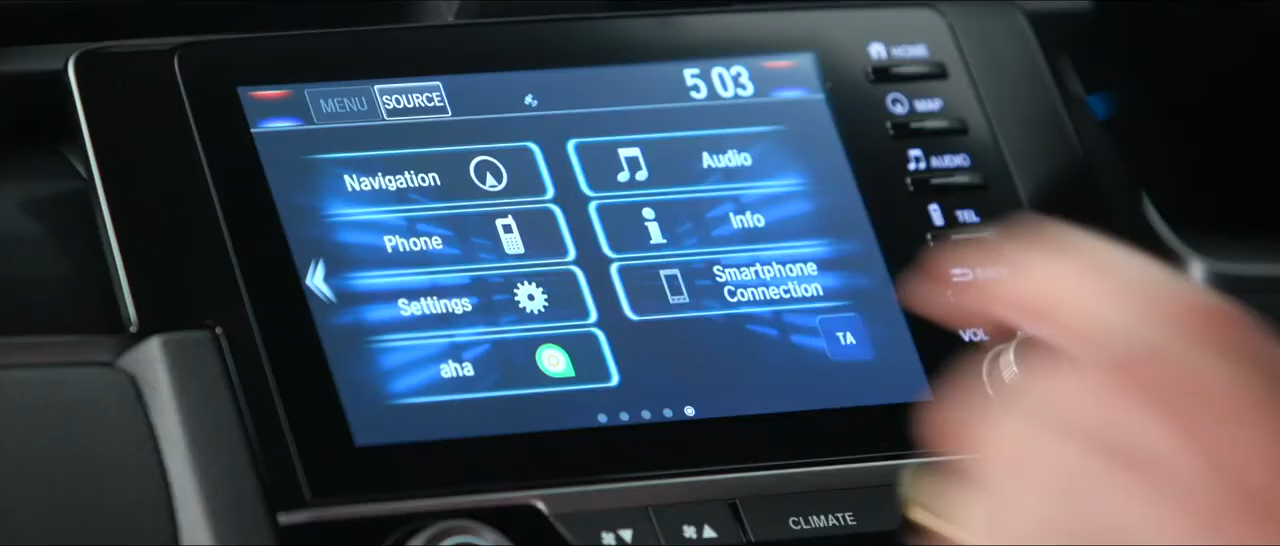 MENU SOURCE 5 03
Navigation Audio
Phone Info
Settings Smartphone
Connection
aha
TA
HOME
MAP
AUDIO
TEL
VOL
CLIMATE